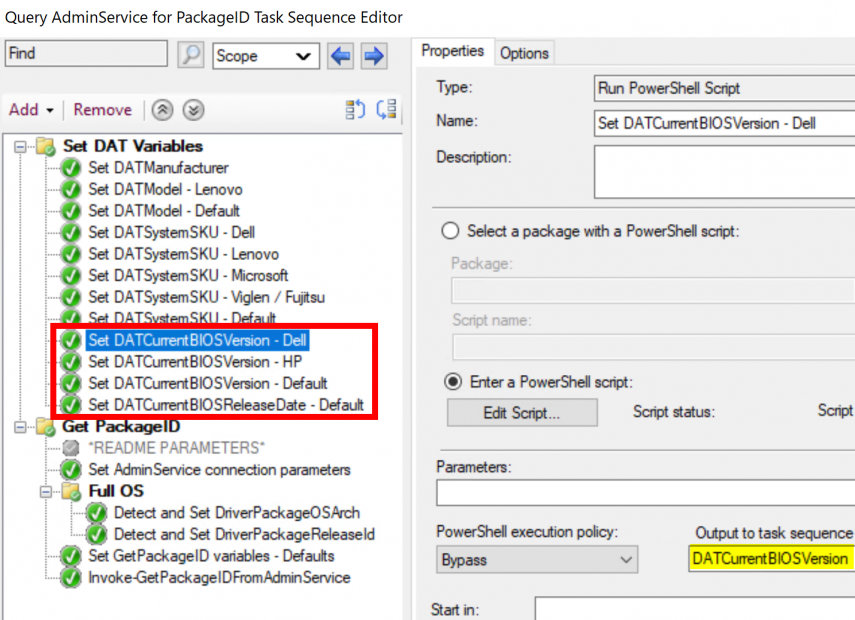 Query AdminService for PackageID Task Sequence Editor
Find
Scope
Add
Remove
Set DAT Variables
Set DATManufacturer
Set DATModel - Lenovo
Set DATModel - Default
Set DATSystemSKU - Dell
Set DATSystemSKU - Lenovo
Set DATSystemSKU - Microsoft
Set DATSystemSKU - Viglen / Fujitsu
Set DATSystemSKU - Default
Set DATCurrentBIOSVersion - Dell
Set DATCurrentBIOSVersion - HP
Set DATCurrentBIOSVersion - Default
Set DATCurrentBIOSReleaseDate - Default
Get PackageID
*README PARAMETERS*
Set AdminService connection parameters
Full OS
Detect and Set DriverPackageOSArch
Detect and Set DriverPackageReleaseId
Set GetPackageID variables - Defaults
Invoke-GetPackageIDFromAdminService
Properties
Options
Type:
Run PowerShell Script
Name:
Set DATCurrentBIOSVersion - Dell
Description:
Select a package with a PowerShell script:
Package:
Script name:
Enter a PowerShell script:
Edit Script...
Script status:
Script
Parameters:
PowerShell execution policy:
Output to task sequence
Bypass
DATCurrentBIOSVersion
Start in: